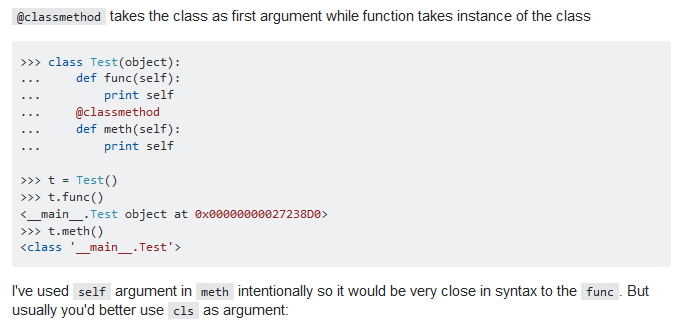 @classmethod takes the class as first argument while function takes instance of the class
>>> class Test(object):
...     def func(self):
...         print self
...     @classmethod
...     def meth(self):
...         print self
>>> t = Test()
>>> t.func()
<__main__.Test object at 0x00000000027238D0>
>>> t.meth()
<class '__main__.Test'>
I've used self argument in meth intentionally so it would be very close in syntax to the func . But
usually you'd better use cls as argument: